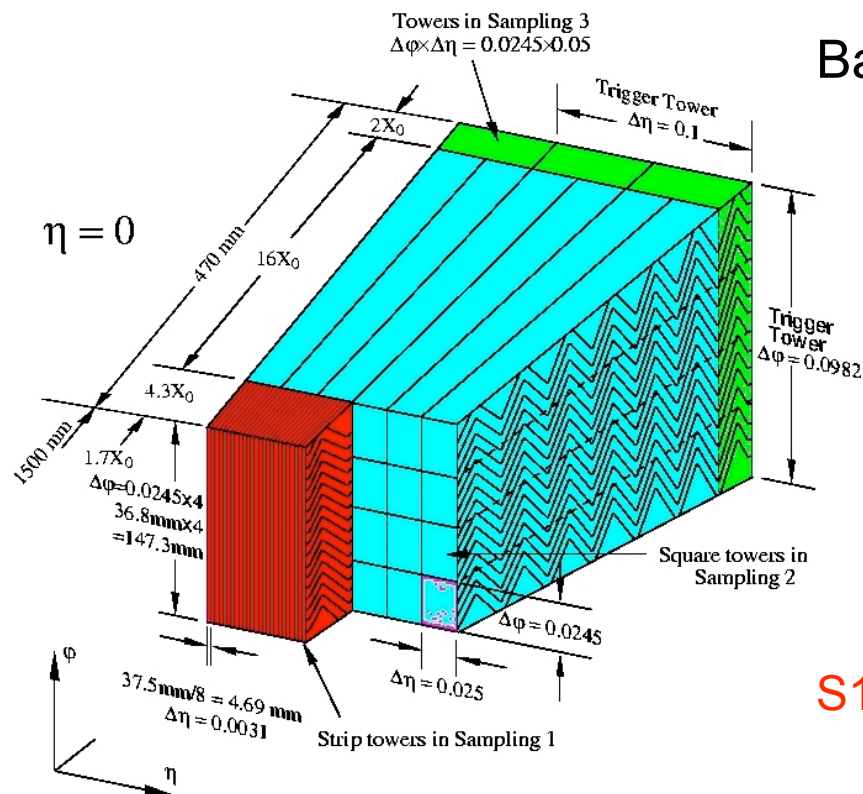 Towers in Sampling 3
Δφ×Δη = 0.0245×0.05
Ba
Trigger Tower
Δη = 0.1
2X₀
η = 0
470 mm
16X₀
Trigger
Tower
Δφ = 0.0982
4.3X₀
1500 mm
1.7X₀
Δφ=0.0245x4
36.8mmx4
=147.3mm
Square towers in
Sampling 2
Δφ = 0.0245
Δη = 0.025
37.5mm/8 = 4.69 mm
Δη = 0.0031
Strip towers in Sampling 1
S1
φ
η